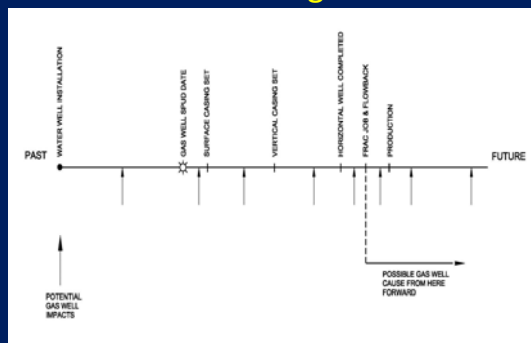 WATER WELL INSTALLATION
GAS WELL SPUD DATE
SURFACE CASING SET
VERTICAL CASING SET
HORIZONTAL WELL COMPLETED
FRAC JOB & FLOWBACK
PRODUCTION
PAST
FUTURE
POTENTIAL
GAS WELL
IMPACTS
POSSIBLE GAS WELL
CAUSE FROM HERE
FORWARD